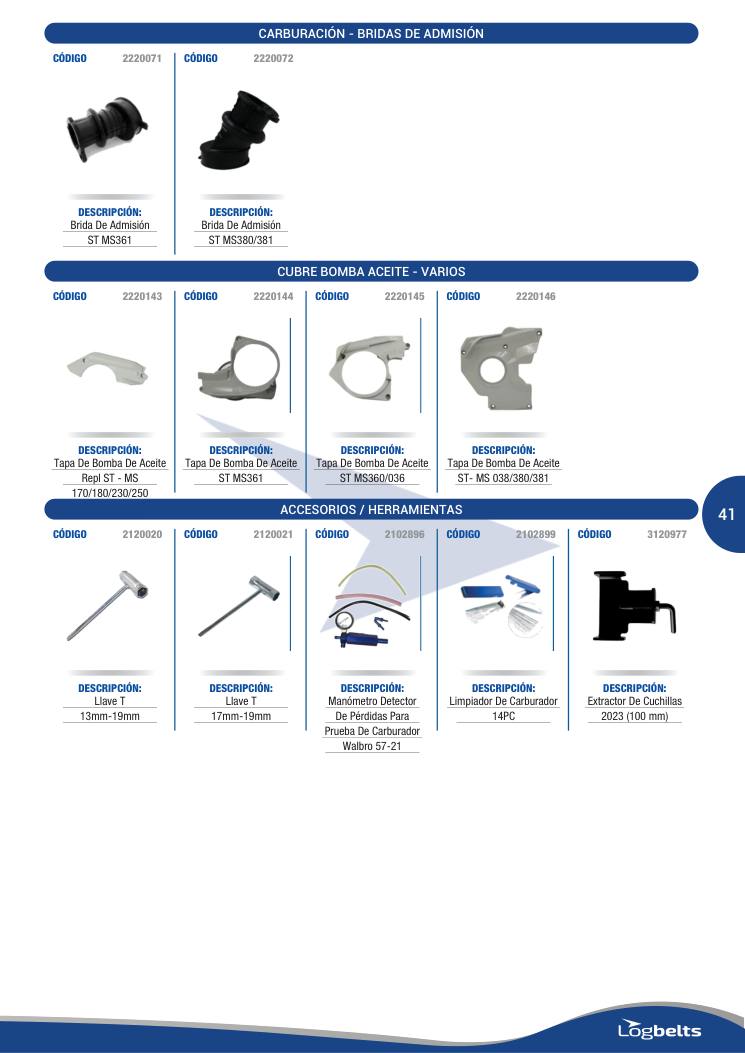 CARBURACIÓN - BRIDAS DE ADMISIÓN
CÓDIGO 2220071
CÓDIGO 2220072
DESCRIPCIÓN:
Brida De Admisión
ST MS361
DESCRIPCIÓN:
Brida De Admisión
ST MS380/381
CUBRE BOMBA ACEITE - VARIOS
CÓDIGO 2220143
CÓDIGO 2220144
CÓDIGO 2220145
CÓDIGO 2220146
DESCRIPCIÓN:
Tapa De Bomba De Aceite
Repl ST - MS
170/180/230/250
DESCRIPCIÓN:
Tapa De Bomba De Aceite
ST MS361
DESCRIPCIÓN:
Tapa De Bomba De Aceite
ST MS360/036
DESCRIPCIÓN:
Tapa De Bomba De Aceite
ST- MS 038/380/381
41
ACCESORIOS / HERRAMIENTAS
CÓDIGO 2120020
CÓDIGO 2120021
CÓDIGO 2102896
CÓDIGO 2102899
CÓDIGO 3120977
DESCRIPCIÓN:
Llave T
13mm-19mm
DESCRIPCIÓN:
Llave T
17mm-19mm
DESCRIPCIÓN:
Manómetro Detector
De Pérdidas Para
Prueba De Carburador
Walbro 57-21
DESCRIPCIÓN:
Limpiador De Carburador
14PC
DESCRIPCIÓN:
Extractor De Cuchillas
2023 (100 mm)
Logbelts